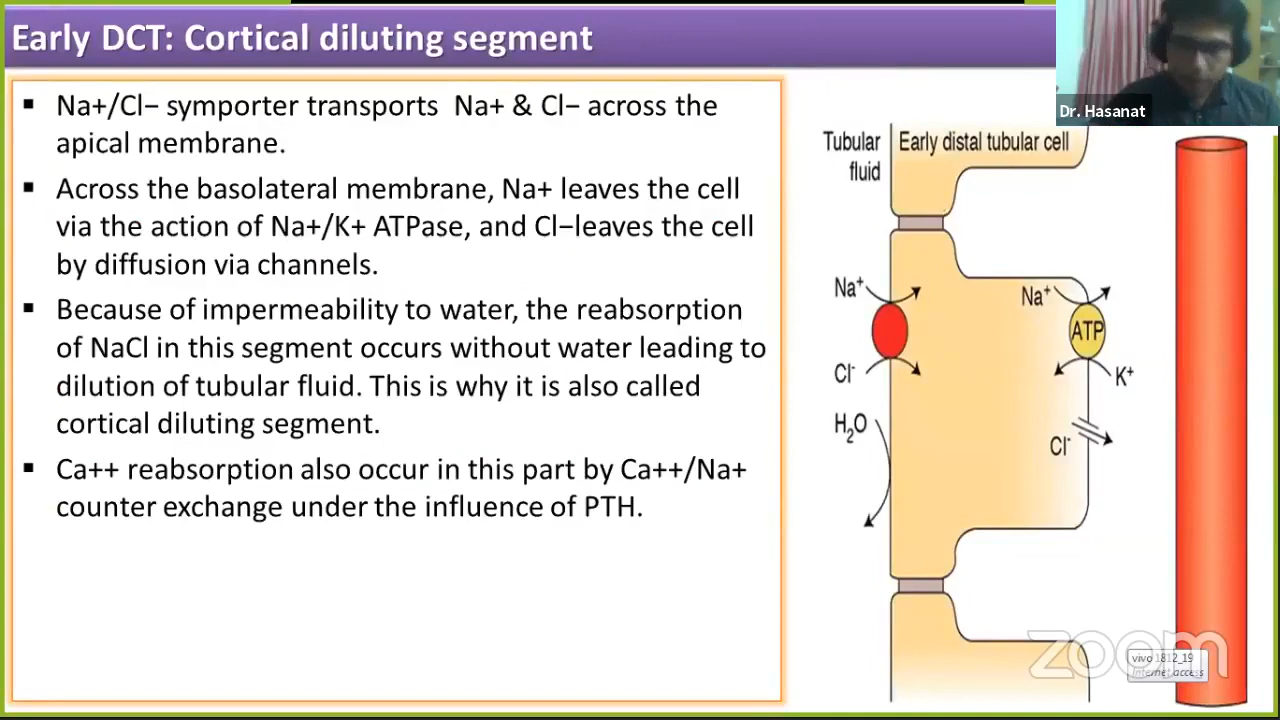 Early DCT: Cortical diluting segment
Dr. Hasanat
▪ Na+/Cl− symporter transports  Na+ & Cl− across the
apical membrane.
▪ Across the basolateral membrane, Na+ leaves the cell
via the action of Na+/K+ ATPase, and Cl−leaves the cell
by diffusion via channels.
▪ Because of impermeability to water, the reabsorption
of NaCl in this segment occurs without water leading to
dilution of tubular fluid. This is why it is also called
cortical diluting segment.
▪ Ca++ reabsorption also occur in this part by Ca++/Na+
counter exchange under the influence of PTH.
Tubular
fluid
Early distal tubular cell
Na⁺
Cl⁻
H₂O
Na⁺
ATP
K⁺
Cl⁻
zoom
vivo 1812_19
Internet access